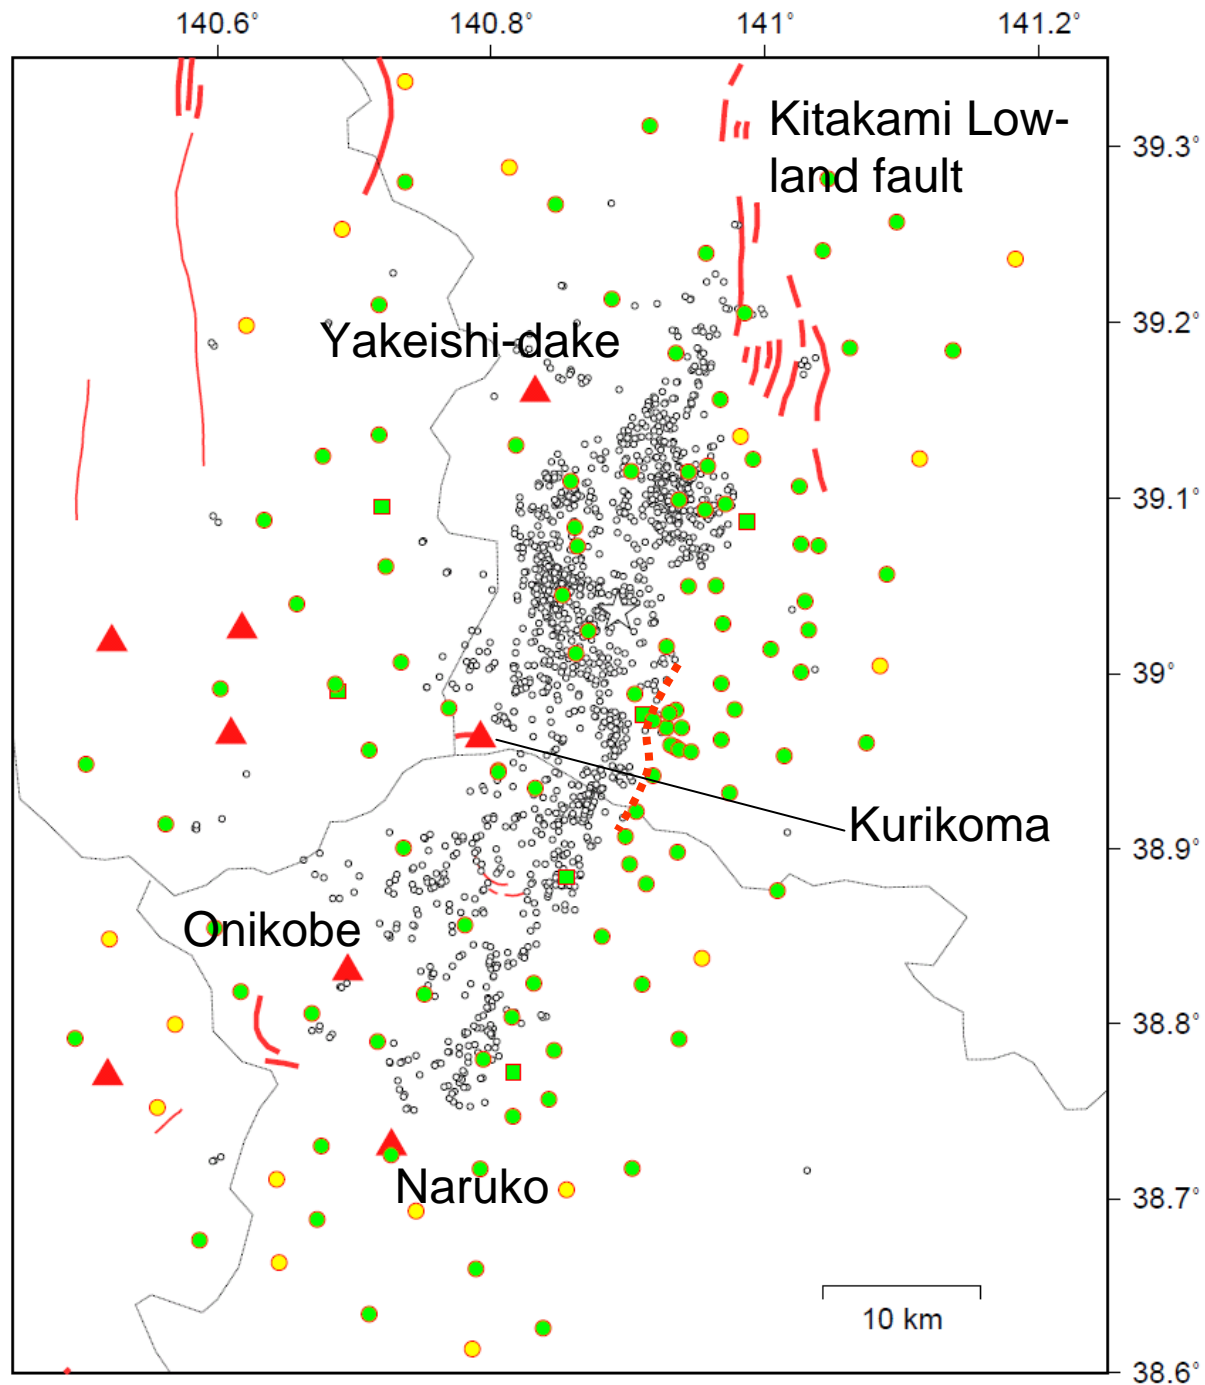 140.6° 140.8° 141° 141.2°
Kitakami Low-
land fault
39.3°
39.2°
Yakeishi-dake
39.1°
39°
Kurikoma
38.9°
Onikobe
38.8°
Naruko
38.7°
10 km
38.6°